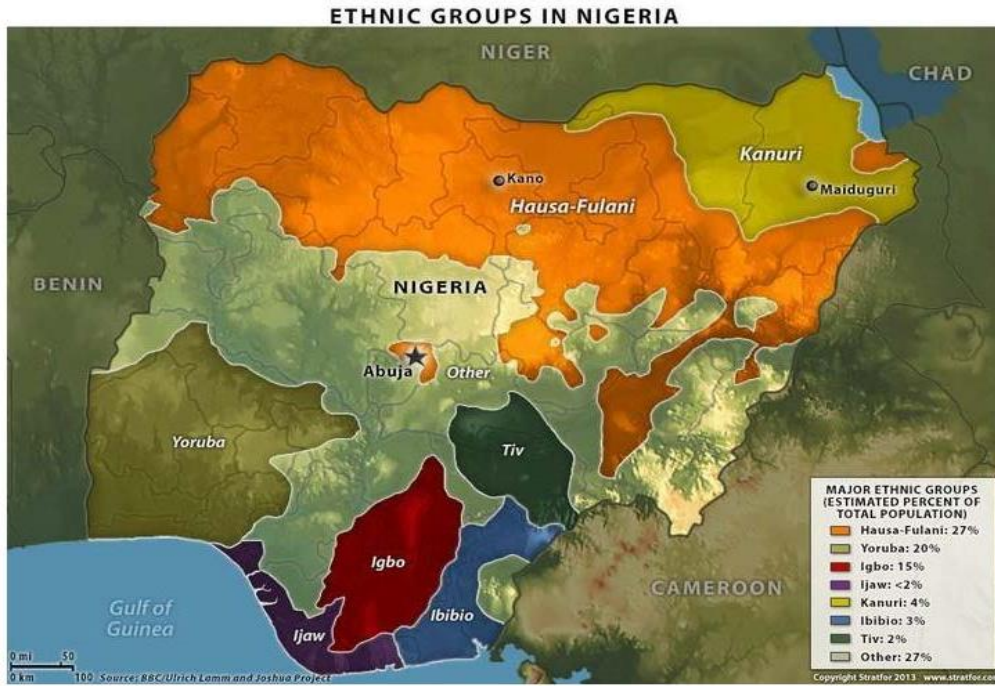 ETHNIC GROUPS IN NIGERIA
NIGER
CHAD
Kanuri
Kano
Maiduguri
Hausa-Fulani
BENIN
NIGERIA
Abuja
Other
Yoruba
Tiv
Igbo
Ibibio
Ijaw
CAMEROON
Gulf of
Guinea
MAJOR ETHNIC GROUPS
(ESTIMATED PERCENT OF
TOTAL POPULATION)
Hausa-Fulani: 27%
Yoruba: 20%
Igbo: 15%
Ijaw: <2%
Kanuri: 4%
Ibibio: 3%
Tiv: 2%
Other: 27%
0 mi 50
0 km 100
Source: BBC/Ulrich Lamm and Joshua Project
Copyright Stratfor 2013 www.stratfor.com